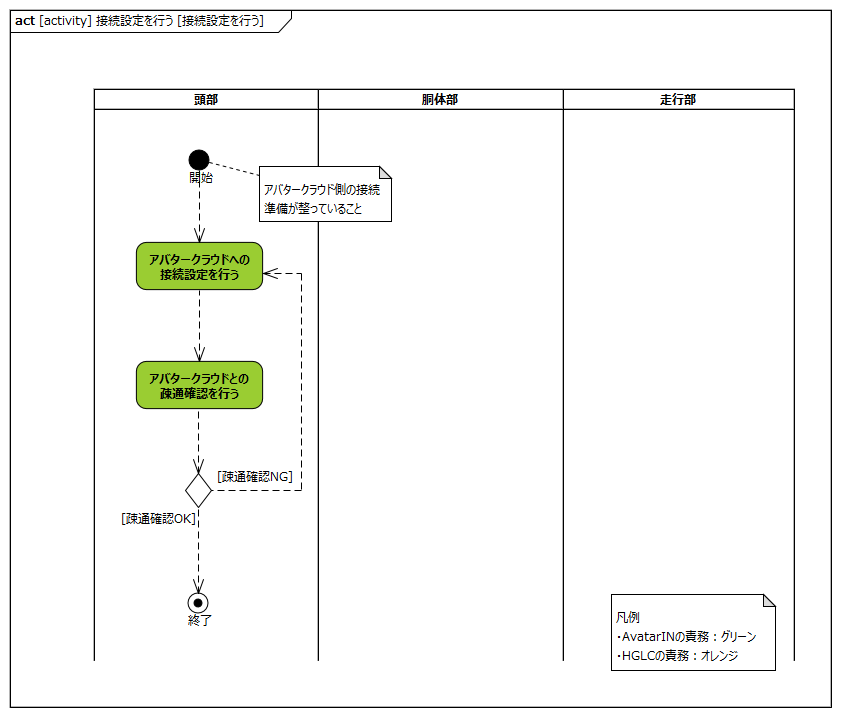 act [activity] 接続設定を行う [接続設定を行う]
頭部
胴体部
走行部
開始
アバタークラウド側の接続
準備が整っていること
アバタークラウドへの
接続設定を行う
アバタークラウドとの
疎通確認を行う
[疎通確認NG]
[疎通確認OK]
終了
凡例
・AvatarINの責務：グリーン
・HGLCの責務：オレンジ